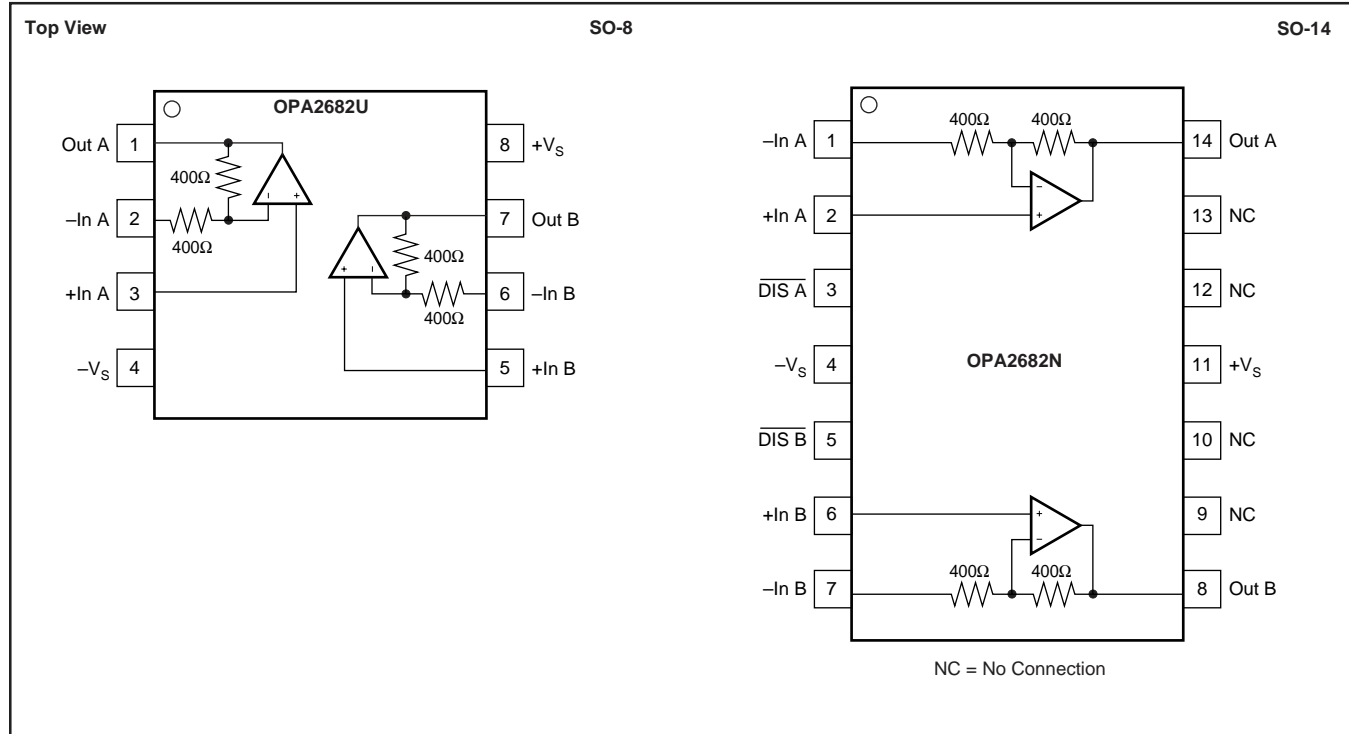 Top View
SO-8
SO-14
OPA2682U
Out A 1
–In A 2
+In A 3
–VS 4
8 +VS
7 Out B
6 –In B
5 +In B
400Ω
400Ω
400Ω
400Ω
– +
+ –
OPA2682N
–In A 1
+In A 2
DIS A 3
–VS 4
DIS B 5
+In B 6
–In B 7
14 Out A
13 NC
12 NC
11 +VS
10 NC
9 NC
8 Out B
400Ω 400Ω
–
+
+
–
400Ω 400Ω
NC = No Connection